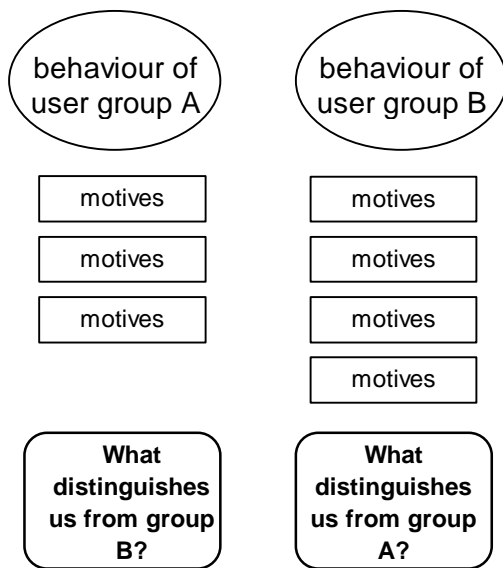 behaviour of
user group A
motives
motives
motives
What
distinguishes
us from group
B?
behaviour of
user group B
motives
motives
motives
motives
What
distinguishes
us from group
A?